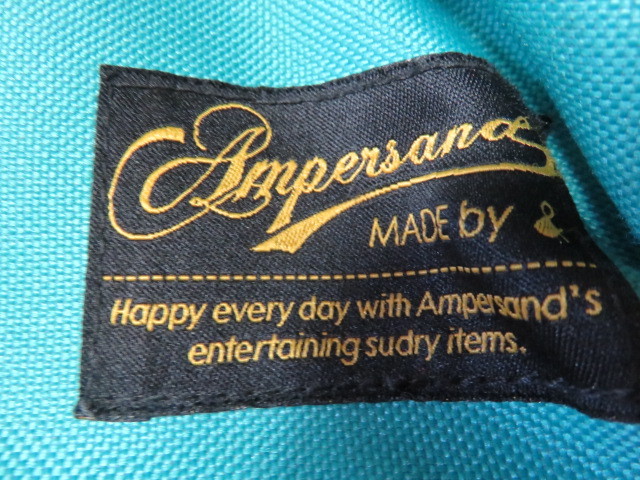 Ampersand
MADE by &
Happy every day with Ampersand's
entertaining sudry items.